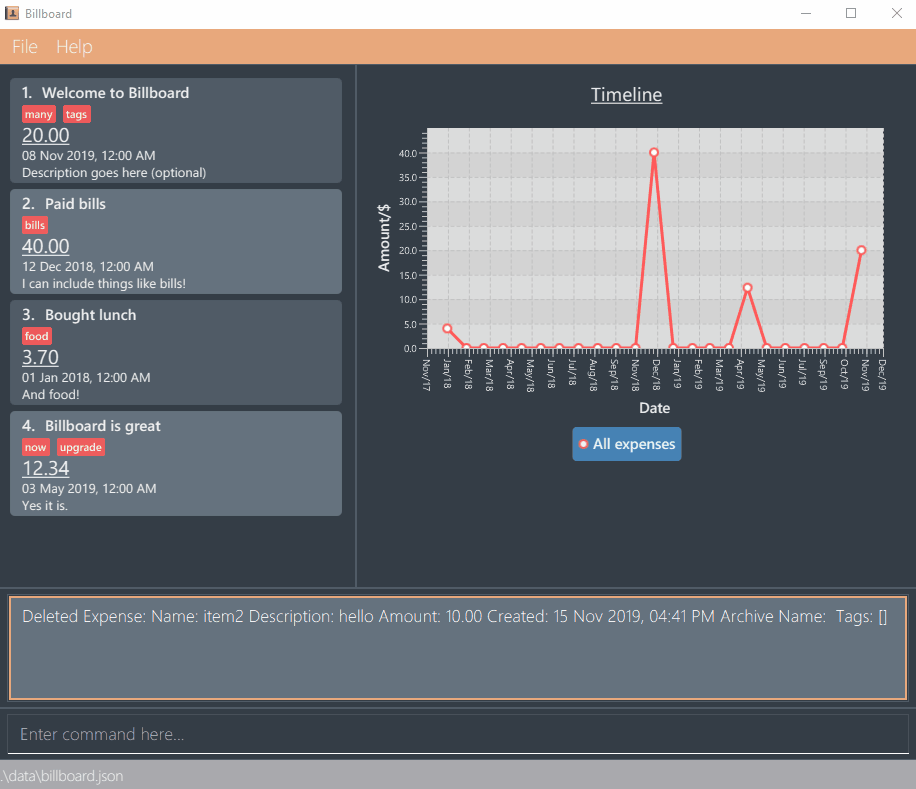 Billboard
File Help
1. Welcome to Billboard
many tags
20.00
08 Nov 2019, 12:00 AM
Description goes here (optional)
2. Paid bills
bills
40.00
12 Dec 2018, 12:00 AM
I can include things like bills!
3. Bought lunch
food
3.70
01 Jan 2018, 12:00 AM
And food!
4. Billboard is great
now upgrade
12.34
03 May 2019, 12:00 AM
Yes it is.
Timeline
Amount/$
40.0
35.0
30.0
25.0
20.0
15.0
10.0
5.0
0.0
Nov/17 Jan/18 Feb/18 Mar/18 Apr/18 May/18 Jun/18 Jul/18 Aug/18 Sep/18 Nov/18 Dec/18 Jan/19 Feb/19 Mar/19 Apr/19 May/19 Jun/19 Jul/19 Sep/19 Oct/19 Nov/19 Dec/19
Date
All expenses
Deleted Expense: Name: item2 Description: hello Amount: 10.00 Created: 15 Nov 2019, 04:41 PM Archive Name:  Tags: []
Enter command here...
.\data\billboard.json